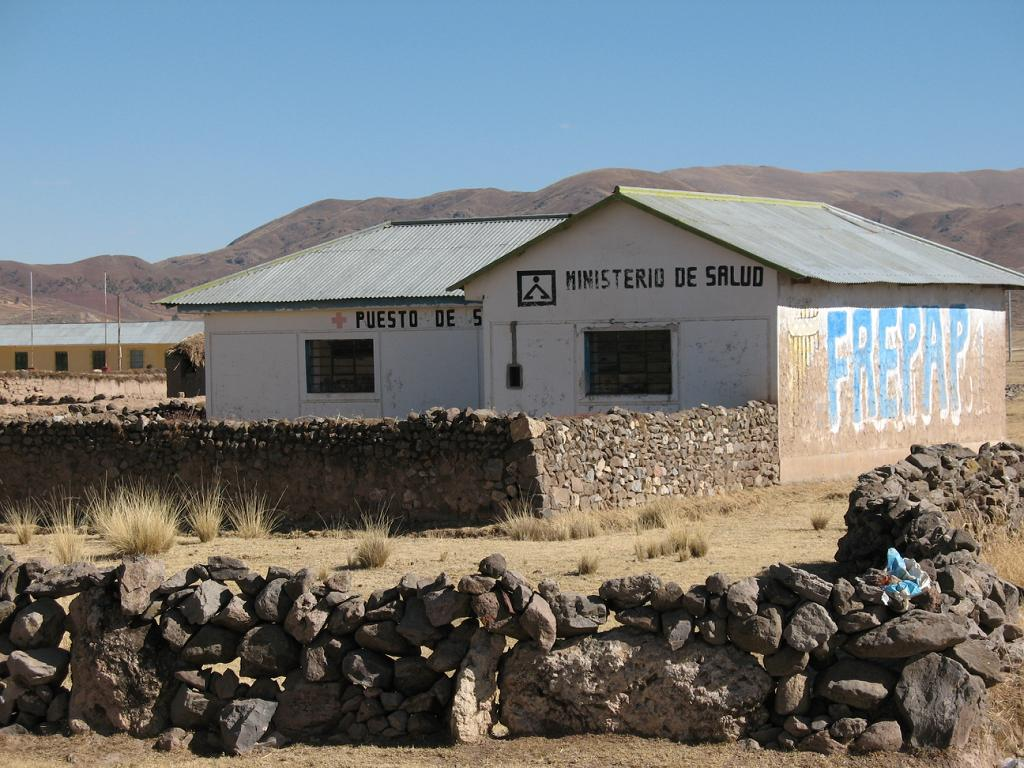 MINISTERIO DE SALUD
PUESTO DE S
FREPAP